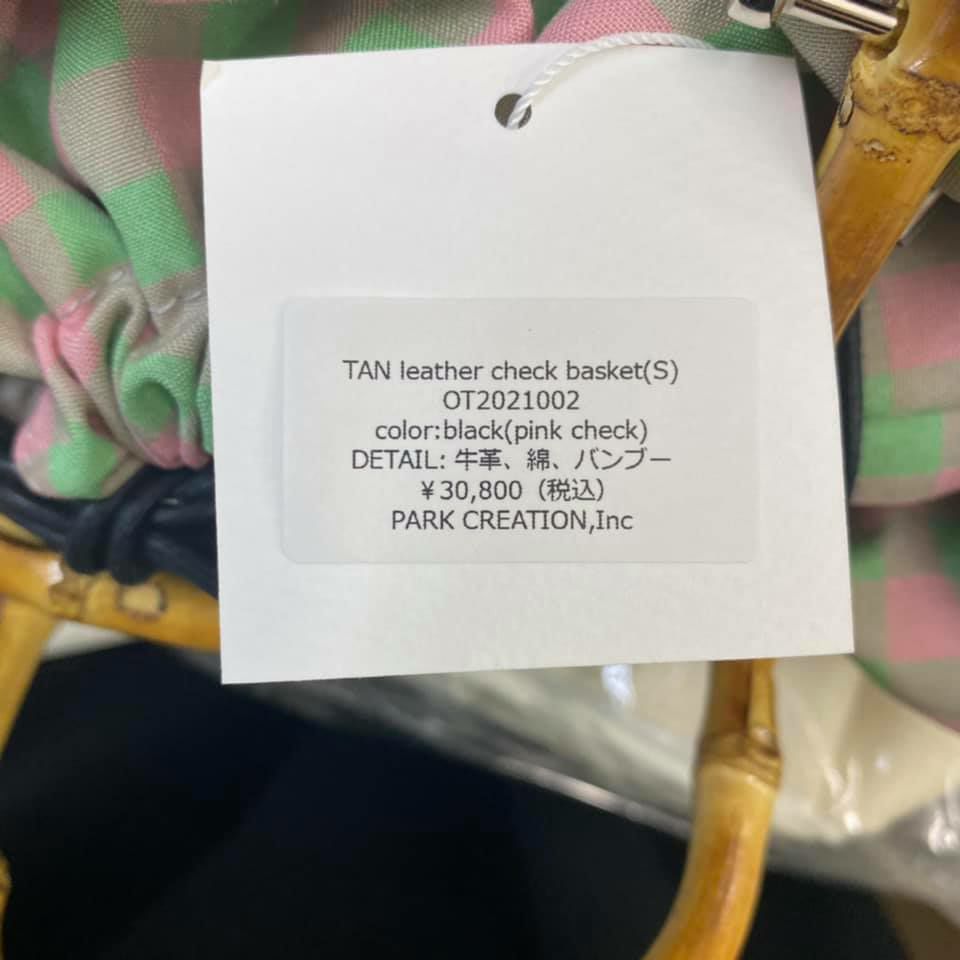 TAN leather check basket(S)
OT2021002
color:black(pink check)
DETAIL: 牛革、綿、バンブー
￥30,800（税込）
PARK CREATION,Inc